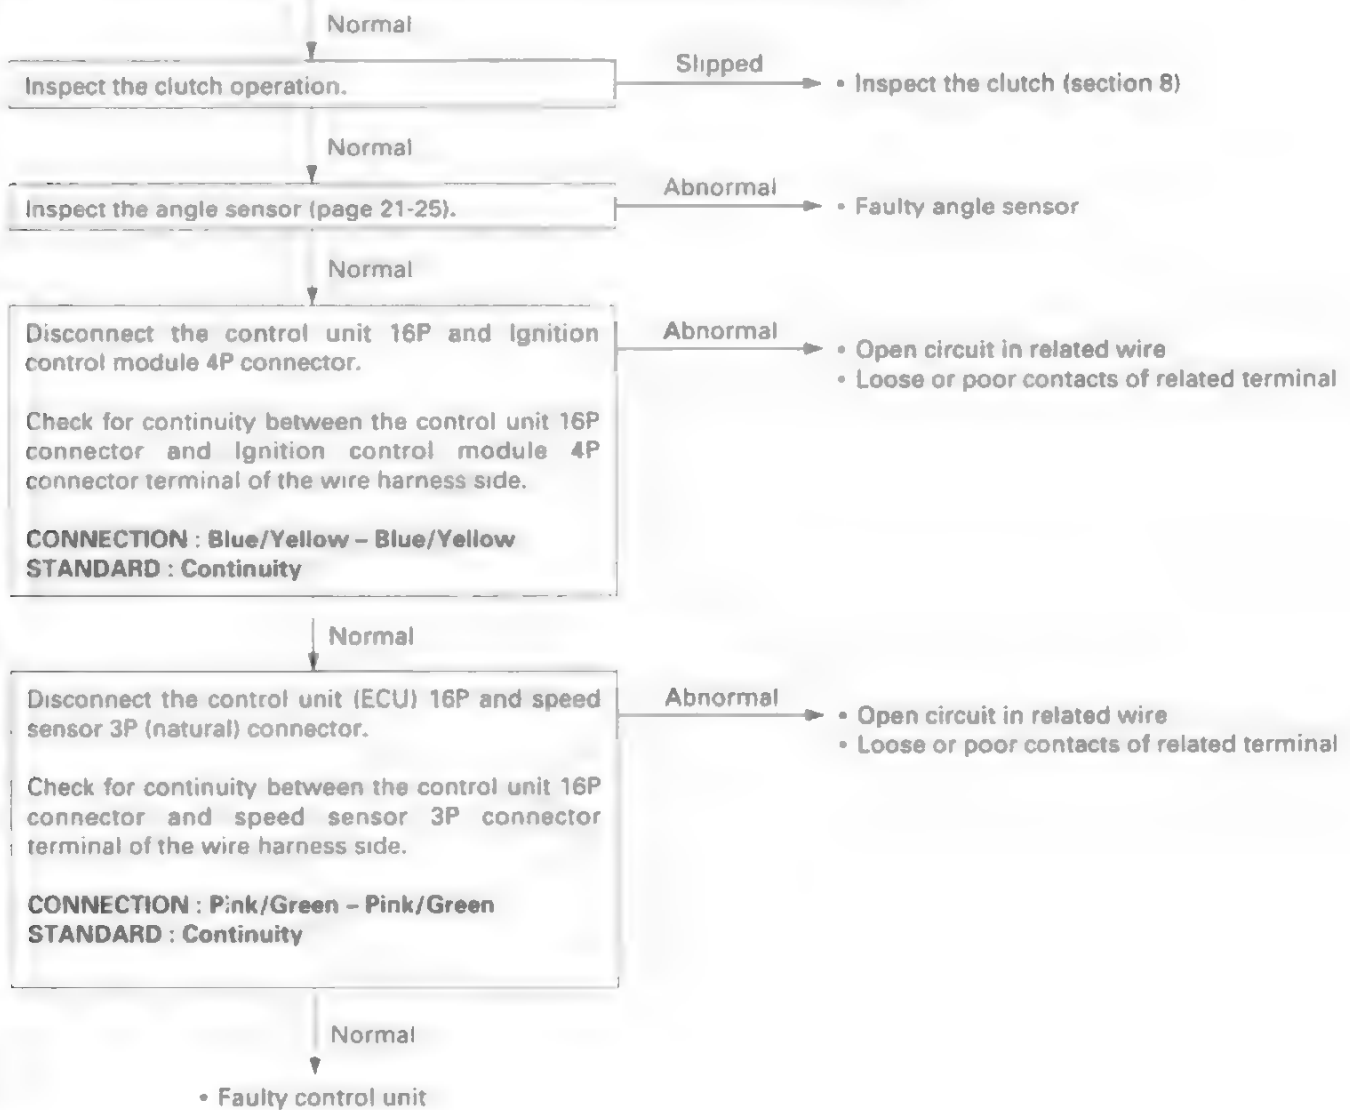 Normal
Inspect the clutch operation.
Slipped
• Inspect the clutch (section 8)
Normal
Inspect the angle sensor (page 21-25).
Abnormal
• Faulty angle sensor
Normal
Disconnect the control unit 16P and Ignition
control module 4P connector.
Check for continuity between the control unit 16P
connector and Ignition control module 4P
connector terminal of the wire harness side.
CONNECTION : Blue/Yellow – Blue/Yellow
STANDARD : Continuity
Abnormal
• Open circuit in related wire
• Loose or poor contacts of related terminal
Normal
Disconnect the control unit (ECU) 16P and speed
sensor 3P (natural) connector.
Check for continuity between the control unit 16P
connector and speed sensor 3P connector
terminal of the wire harness side.
CONNECTION : Pink/Green – Pink/Green
STANDARD : Continuity
Abnormal
• Open circuit in related wire
• Loose or poor contacts of related terminal
Normal
• Faulty control unit